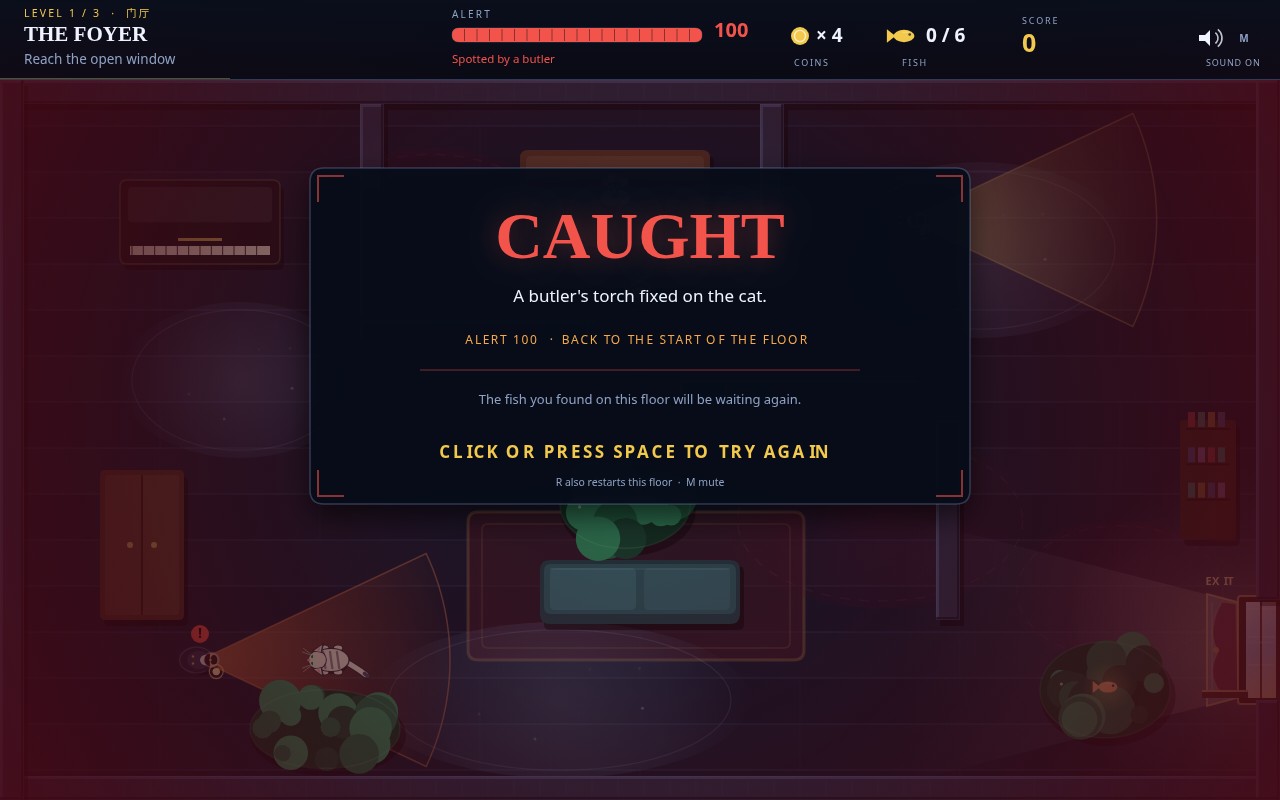 LEVEL 1 / 3 · 门厅
THE FOYER
Reach the open window
ALERT
100
Spotted by a butler
× 4
COINS
0 / 6
FISH
SCORE
0
M
SOUND ON
CAUGHT
A butler's torch fixed on the cat.
ALERT 100 · BACK TO THE START OF THE FLOOR
The fish you found on this floor will be waiting again.
CLICK OR PRESS SPACE TO TRY AGAIN
R also restarts this floor · M mute
EXIT
!